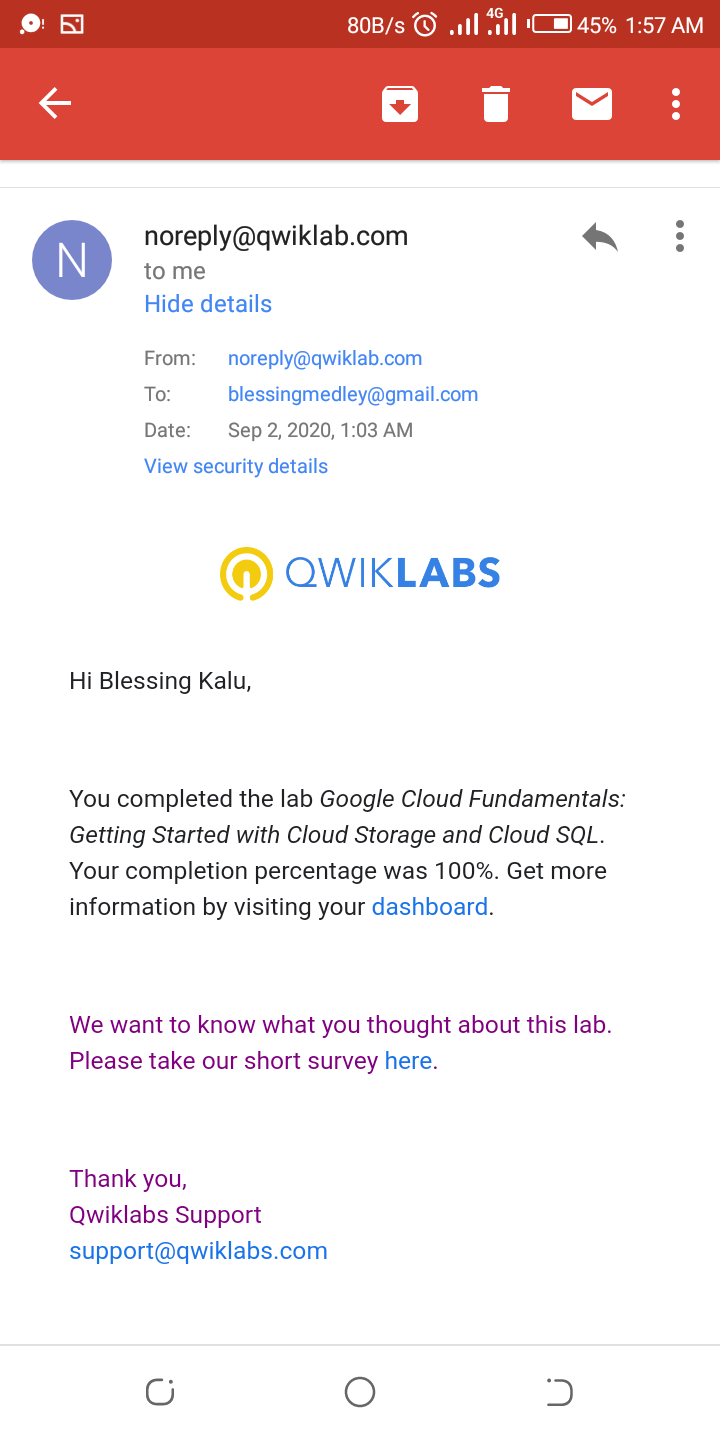 80B/s 4G 45% 1:57 AM
N
noreply@qwiklab.com
to me
Hide details
From: noreply@qwiklab.com
To: blessingmedley@gmail.com
Date: Sep 2, 2020, 1:03 AM
View security details
QWIKLABS
Hi Blessing Kalu,
You completed the lab Google Cloud Fundamentals:
Getting Started with Cloud Storage and Cloud SQL.
Your completion percentage was 100%. Get more
information by visiting your dashboard.
We want to know what you thought about this lab.
Please take our short survey here.
Thank you,
Qwiklabs Support
support@qwiklabs.com